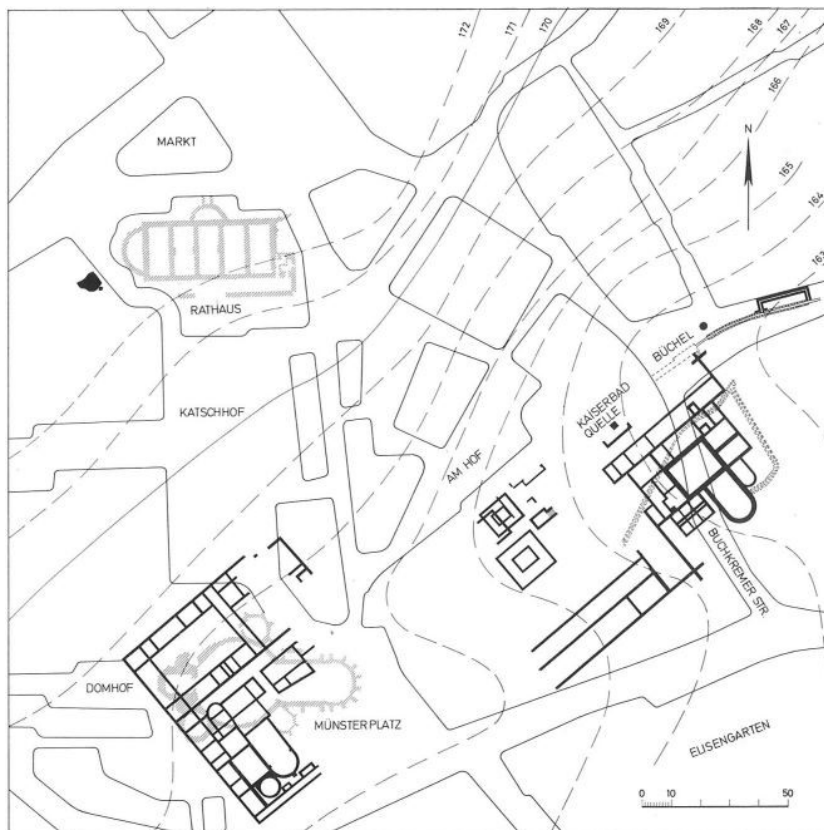 172
171
170
169
168
167
166
165
164
163
N
MARKT
RATHAUS
KATSCHHOF
BÜCHEL
KAISERBAD
QUELLE
AM HOF
BUCHKREMER STR.
DOMHOF
MÜNSTERPLATZ
ELISENGARTEN
0 10 50